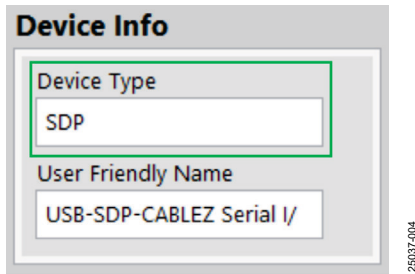 Device Info
Device Type
SDP
User Friendly Name
USB-SDP-CABLEZ Serial I/
25037-004